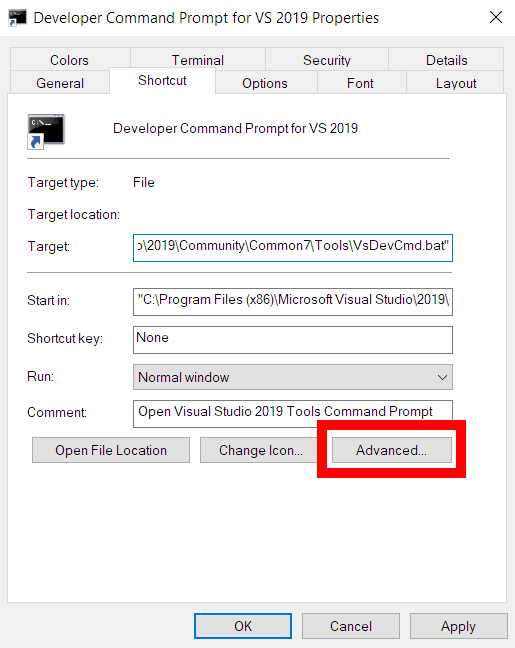 Developer Command Prompt for VS 2019 Properties
Colors Terminal Security Details
General Shortcut Options Font Layout
C:\_
Developer Command Prompt for VS 2019
Target type: File
Target location:
Target: o\2019\Community\Common7\Tools\VsDevCmd.bat"
Start in: "C:\Program Files (x86)\Microsoft Visual Studio\2019\
Shortcut key: None
Run: Normal window
Comment: Open Visual Studio 2019 Tools Command Prompt
Open File Location Change Icon... Advanced...
OK Cancel Apply